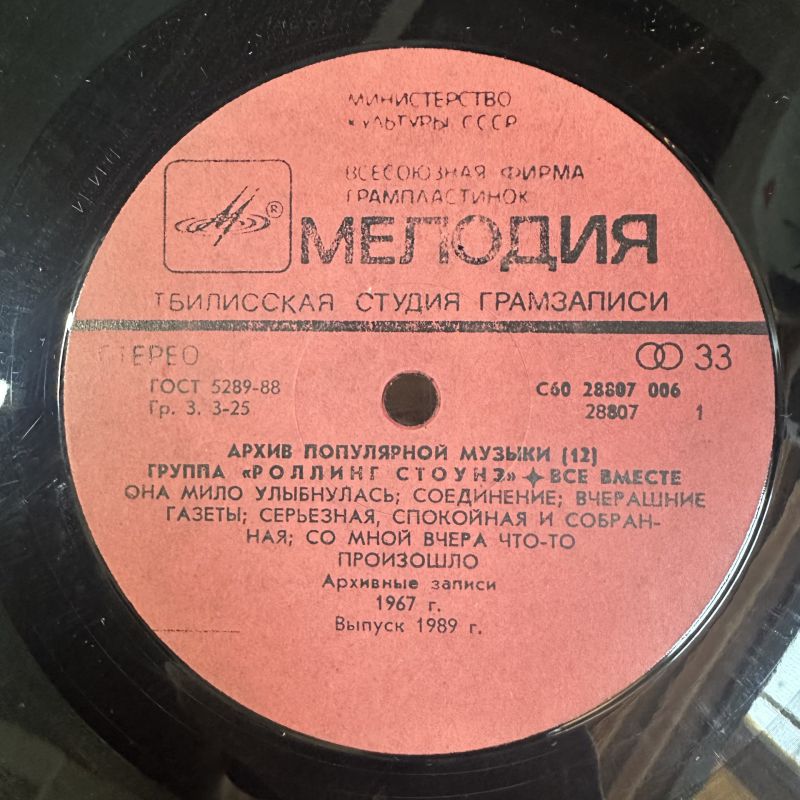 МИНИСТЕРСТВО
КУЛЬТУРЫ СССР
ВСЕСОЮЗНАЯ ФИРМА
ГРАМПЛАСТИНОК
®
МЕЛОДИЯ
ТБИЛИССКАЯ СТУДИЯ ГРАМЗАПИСИ
СТЕРЕО
33
ГОСТ 5289-88
С60 28807 006
Гр. 3. 3-25
28807 1
АРХИВ ПОПУЛЯРНОЙ МУЗЫКИ (12)
ГРУППА «РОЛЛИНГ СТОУНЗ» ✦ ВСЕ ВМЕСТЕ
ОНА МИЛО УЛЫБНУЛАСЬ; СОЕДИНЕНИЕ; ВЧЕРАШНИЕ
ГАЗЕТЫ; СЕРЬЕЗНАЯ, СПОКОЙНАЯ И СОБРАН-
НАЯ; СО МНОЙ ВЧЕРА ЧТО-ТО
ПРОИЗОШЛО
Архивные записи
1967 г.
Выпуск 1989 г.